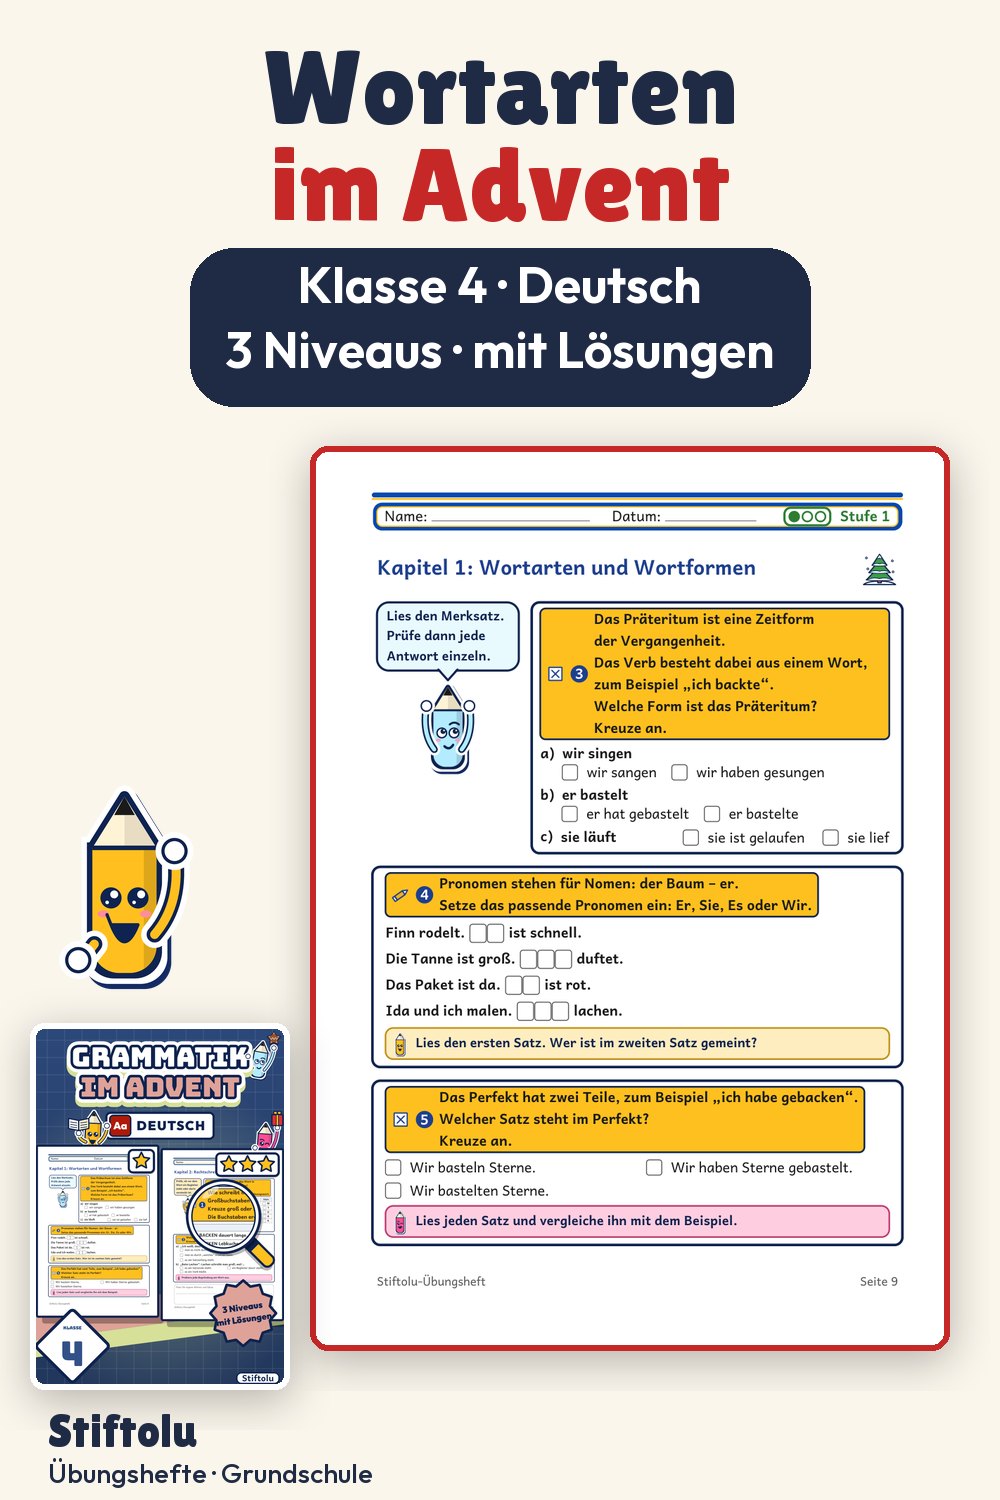 Wortarten
im Advent
Klasse 4 · Deutsch
3 Niveaus · mit Lösungen
Name: Datum: Stufe 1
Kapitel 1: Wortarten und Wortformen
Lies den Merksatz.
Prüfe dann jede
Antwort einzeln.
3
Das Präteritum ist eine Zeitform
der Vergangenheit.
Das Verb besteht dabei aus einem Wort,
zum Beispiel „ich backte“.
Welche Form ist das Präteritum?
Kreuze an.
a) wir singen
wir sangen wir haben gesungen
b) er bastelt
er hat gebastelt er bastelte
c) sie läuft sie ist gelaufen sie lief
4 Pronomen stehen für Nomen: der Baum – er.
Setze das passende Pronomen ein: Er, Sie, Es oder Wir.
Finn rodelt. ist schnell.
Die Tanne ist groß. duftet.
Das Paket ist da. ist rot.
Ida und ich malen. lachen.
Lies den ersten Satz. Wer ist im zweiten Satz gemeint?
Das Perfekt hat zwei Teile, zum Beispiel „ich habe gebacken“.
5 Welcher Satz steht im Perfekt?
Kreuze an.
Wir basteln Sterne. Wir haben Sterne gebastelt.
Wir bastelten Sterne.
Lies jeden Satz und vergleiche ihn mit dem Beispiel.
Stiftolu-Übungsheft Seite 9
GRAMMATIK
IM ADVENT
Aa DEUTSCH
Kapitel 1: Wortarten und Wortformen
3 Niveaus
mit Lösungen
KLASSE
4
Stiftolu
Stiftolu
Übungshefte · Grundschule